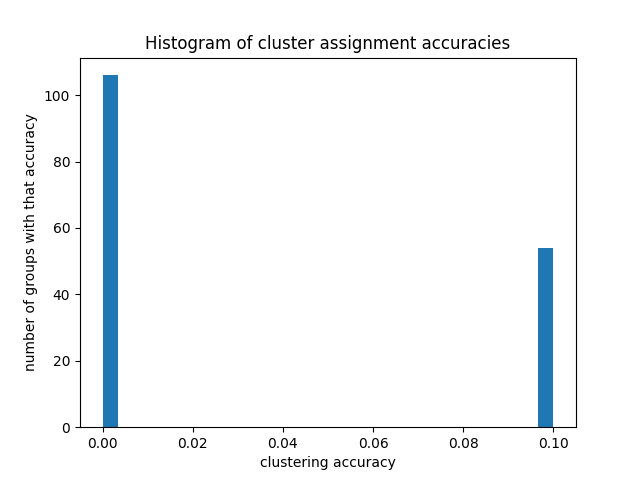 Histogram of cluster assignment accuracies
number of groups with that accuracy
100
80
60
40
20
0
0.00 0.02 0.04 0.06 0.08 0.10
clustering accuracy